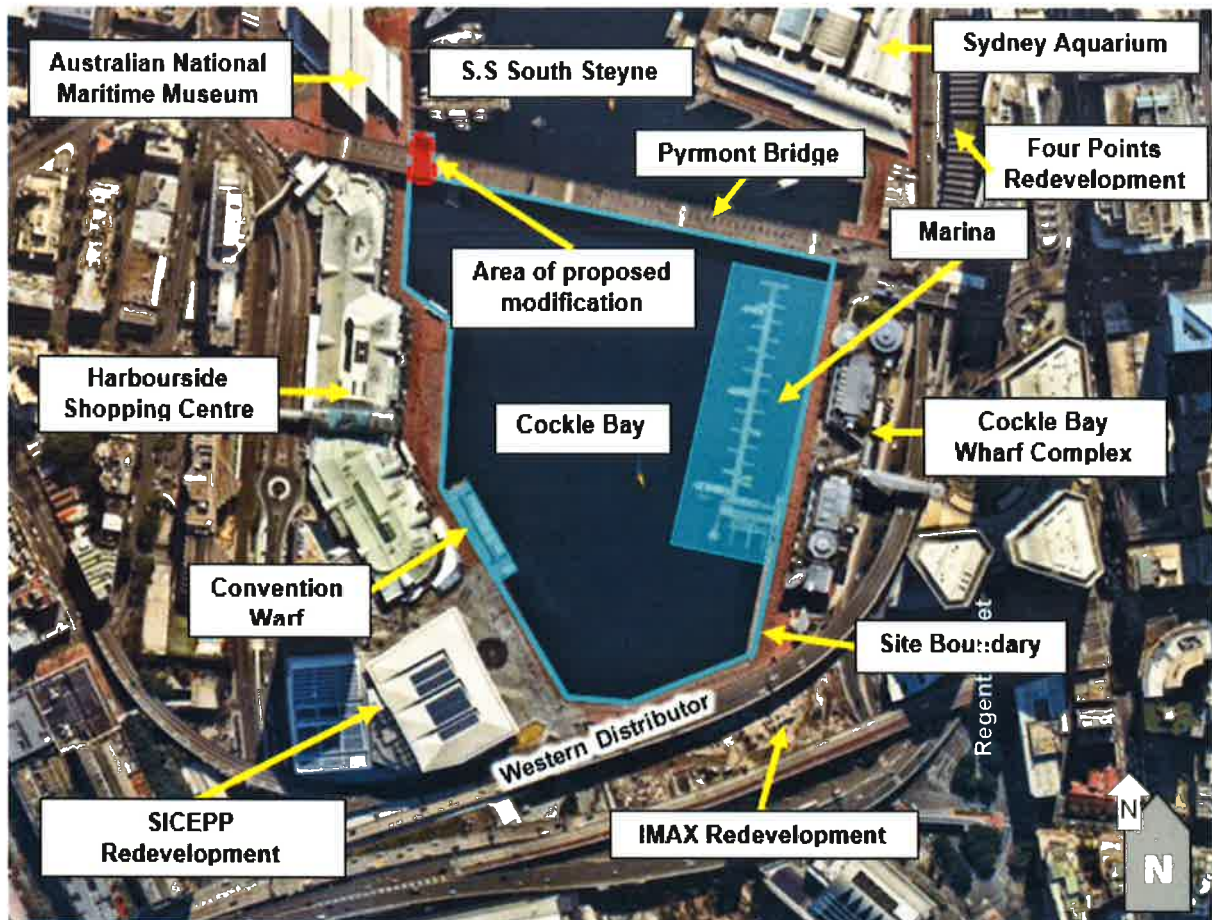 Australian National
Maritime Museum
S.S South Steyne
Sydney Aquarium
Pyrmont Bridge
Four Points
Redevelopment
Marina
Area of proposed
modification
Harbourside
Shopping Centre
Cockle Bay
Cockle Bay
Wharf Complex
Convention
Warf
Site Boundary
Western Distributor
Regent
et
SICEPP
Redevelopment
IMAX Redevelopment
N
N